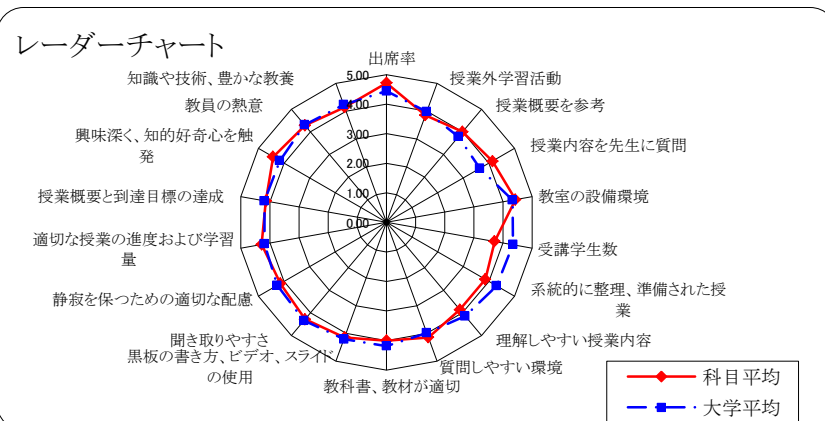 レーダーチャート
出席率
授業外学習活動
授業概要を参考
授業内容を先生に質問
教室の設備環境
受講学生数
系統的に整理、準備された授
業
理解しやすい授業内容
質問しやすい環境
教科書、教材が適切
黒板の書き方、ビデオ、スライド
の使用
聞き取りやすさ
静寂を保つための適切な配慮
適切な授業の進度および学習
量
授業概要と到達目標の達成
興味深く、知的好奇心を触
発
教員の熱意
知識や技術、豊かな教養
5.00
4.00
3.00
2.00
1.00
0.00
科目平均
大学平均